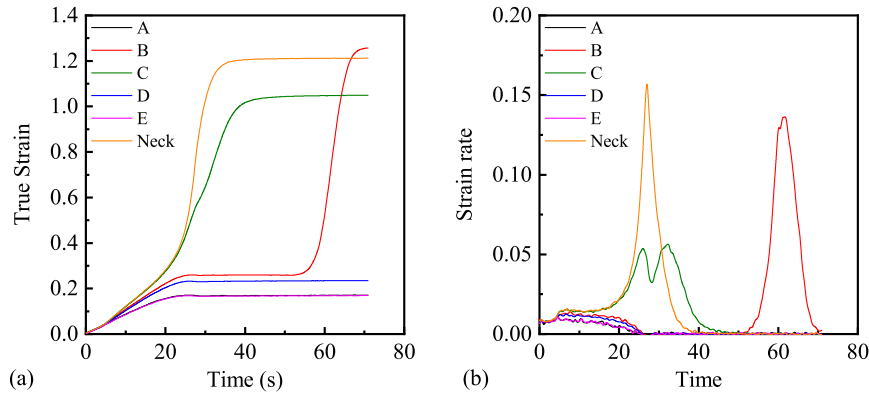 1.4
1.2
1.0
0.8
0.6
0.4
0.2
0.0
True Strain
A
B
C
D
E
Neck
0 20 40 60 80
Time (s)
(a)
0.20
0.15
0.10
0.05
0.00
Strain rate
A
B
C
D
E
Neck
0 20 40 60 80
Time
(b)